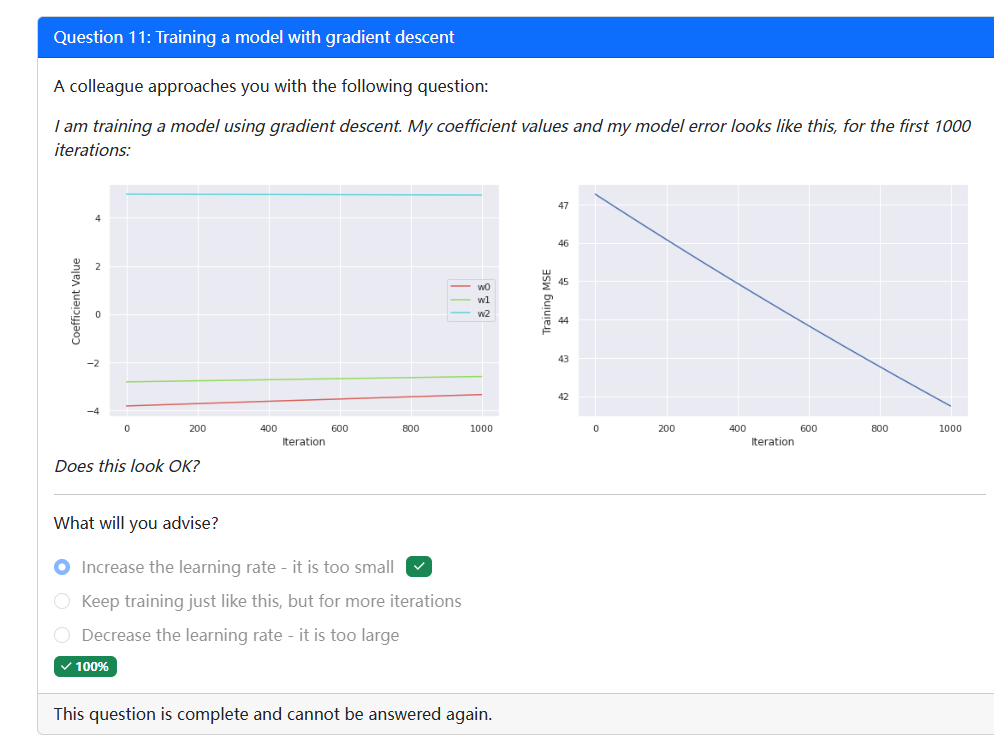 Question 11: Training a model with gradient descent
A colleague approaches you with the following question:
I am training a model using gradient descent. My coefficient values and my model error looks like this, for the first 1000
iterations:
4
2
0
−2
−4
Coefficient Value
w0
w1
w2
0 200 400 600 800 1000
Iteration
47
46
45
44
43
42
Training MSE
0 200 400 600 800 1000
Iteration
Does this look OK?
What will you advise?
Increase the learning rate - it is too small
Keep training just like this, but for more iterations
Decrease the learning rate - it is too large
100%
This question is complete and cannot be answered again.